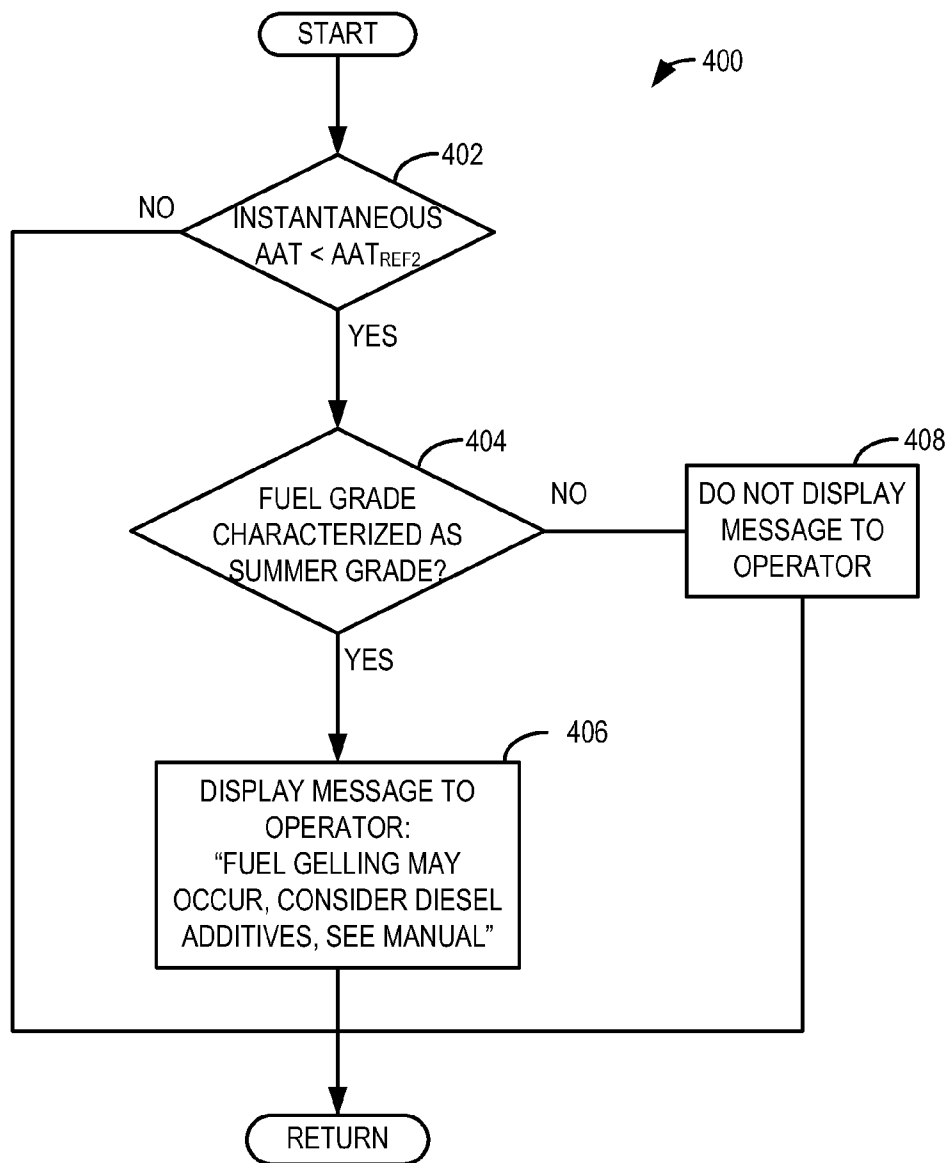 START
400
402
NO
INSTANTANEOUS
AAT < AATREF2
YES
404
408
FUEL GRADE
CHARACTERIZED AS
SUMMER GRADE?
NO
DO NOT DISPLAY
MESSAGE TO
OPERATOR
YES
406
DISPLAY MESSAGE TO
OPERATOR:
“FUEL GELLING MAY
OCCUR, CONSIDER DIESEL
ADDITIVES, SEE MANUAL”
RETURN